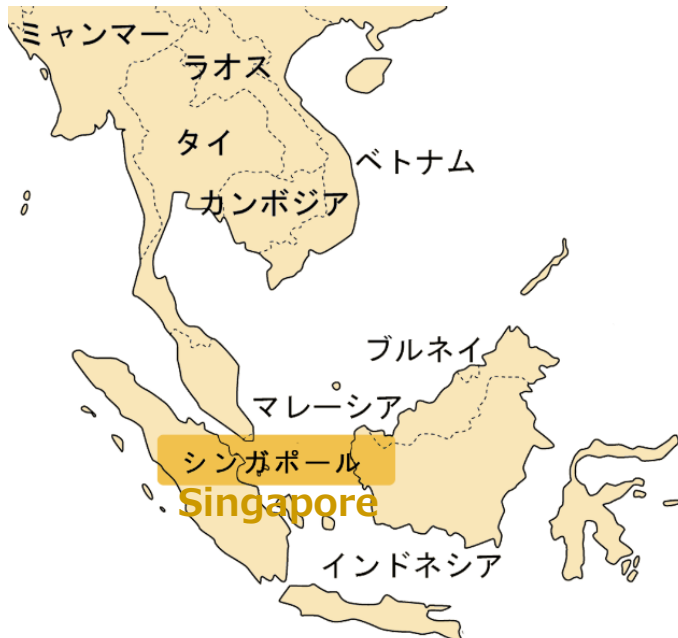 ミャンマー
ラオス
タイ
ベトナム
カンボジア
ブルネイ
マレーシア
シンガポール
Singapore
インドネシア